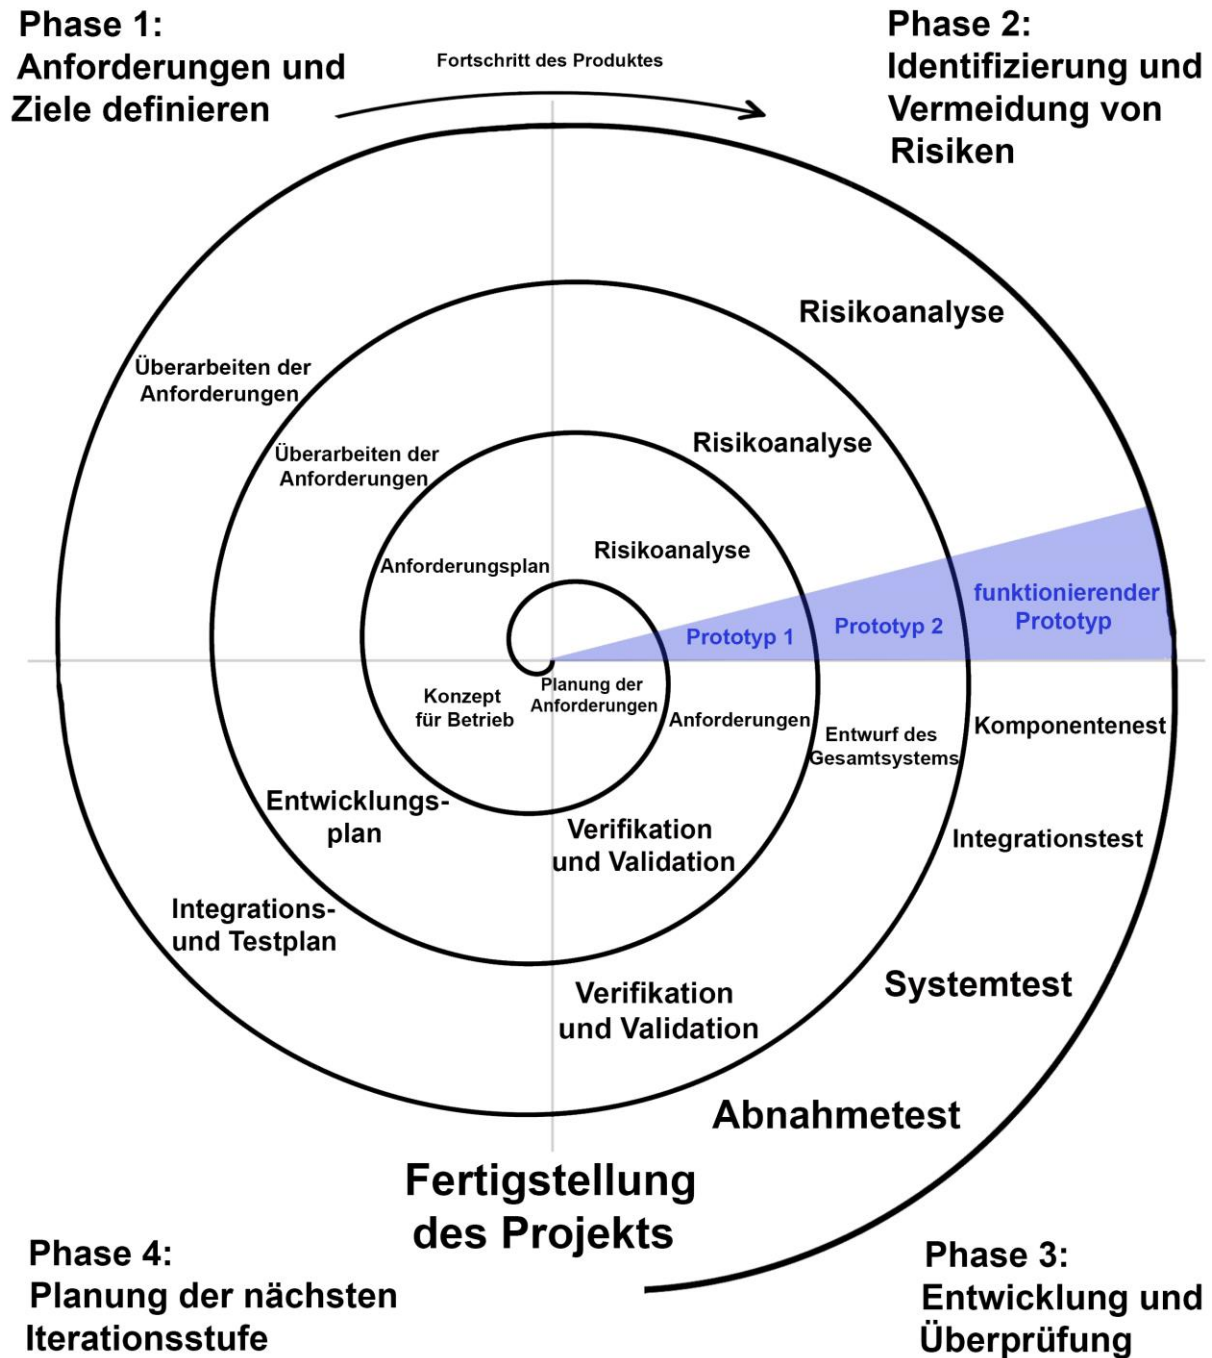 Phase 1:
Anforderungen und
Ziele definieren
Fortschritt des Produktes
Phase 2:
Identifizierung und
Vermeidung von
Risiken
Risikoanalyse
Überarbeiten der
Anforderungen
Risikoanalyse
Überarbeiten der
Anforderungen
Risikoanalyse
Anforderungsplan
funktionierender
Prototyp
Prototyp 2
Prototyp 1
Planung der
Anforderungen
Konzept
für Betrieb
Anforderungen
Entwurf des
Gesamtsystems
Komponentenest
Entwicklungs-
plan
Verifikation
und Validation
Integrationstest
Integrations-
und Testplan
Verifikation
und Validation
Systemtest
Abnahmetest
Fertigstellung
des Projekts
Phase 4:
Planung der nächsten
Iterationsstufe
Phase 3:
Entwicklung und
Überprüfung